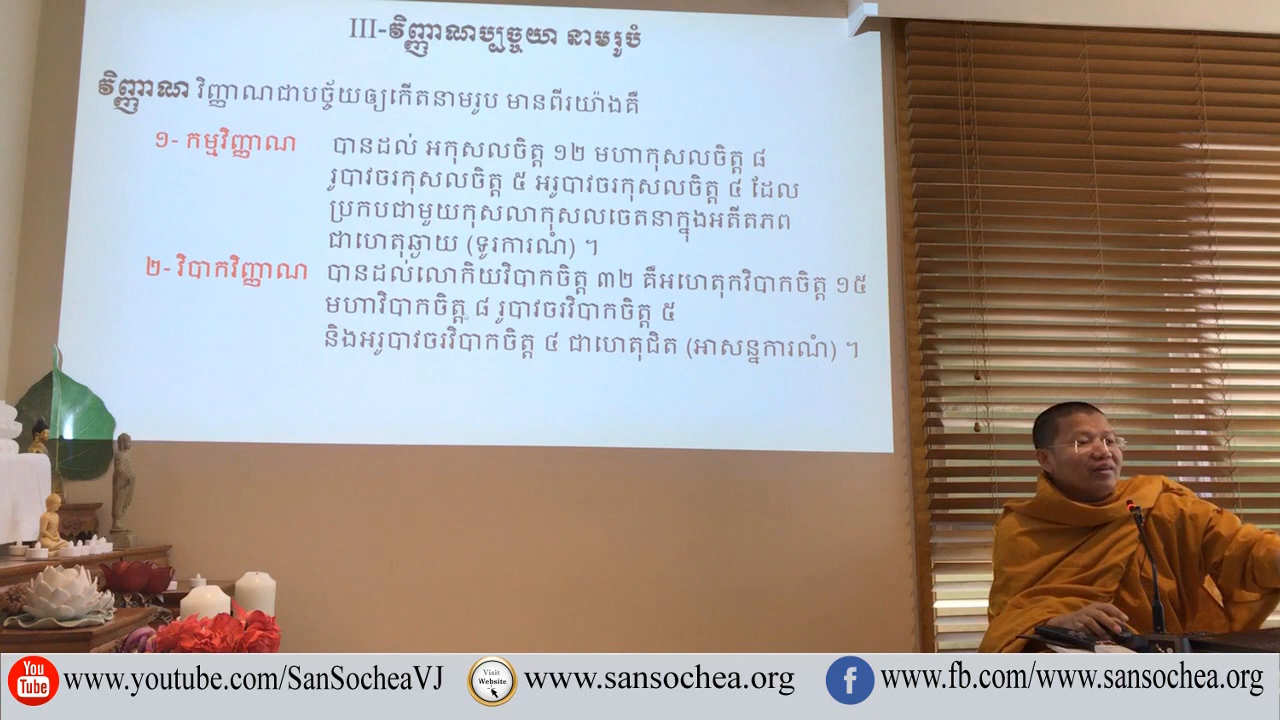 III-វិញ្ញាណប្បច្ចយា នាមរូបំ
វិញ្ញាណ វិញ្ញាណជាបច្ច័យឲ្យកើតនាមរូប មានពីរយ៉ាងគឺ
១- កម្មវិញ្ញាណ បានដល់ អកុសលចិត្ត ១២ មហាកុសលចិត្ត ៨
រូបាវចរកុសលចិត្ត ៥ អរូបាវចរកុសលចិត្ត ៤ ដែល
ប្រកបជាមួយកុសលាកុសលចេតនាក្នុងអតីតភព
ជាហេតុឆ្ងាយ (ទូរការណំ) ។
២- វិបាកវិញ្ញាណ បានដល់លោកិយវិបាកចិត្ត ៣២ គឺអហេតុកវិបាកចិត្ត ១៥
មហាវិបាកចិត្ត ៨ រូបាវចរវិបាកចិត្ត ៥
និងអរូបាវចរវិបាកចិត្ត ៤ ជាហេតុជិត (អាសន្នការណំ) ។
You Tube www.youtube.com/SanSocheaVJ Visit Website www.sansochea.org f www.fb.com/www.sansochea.org